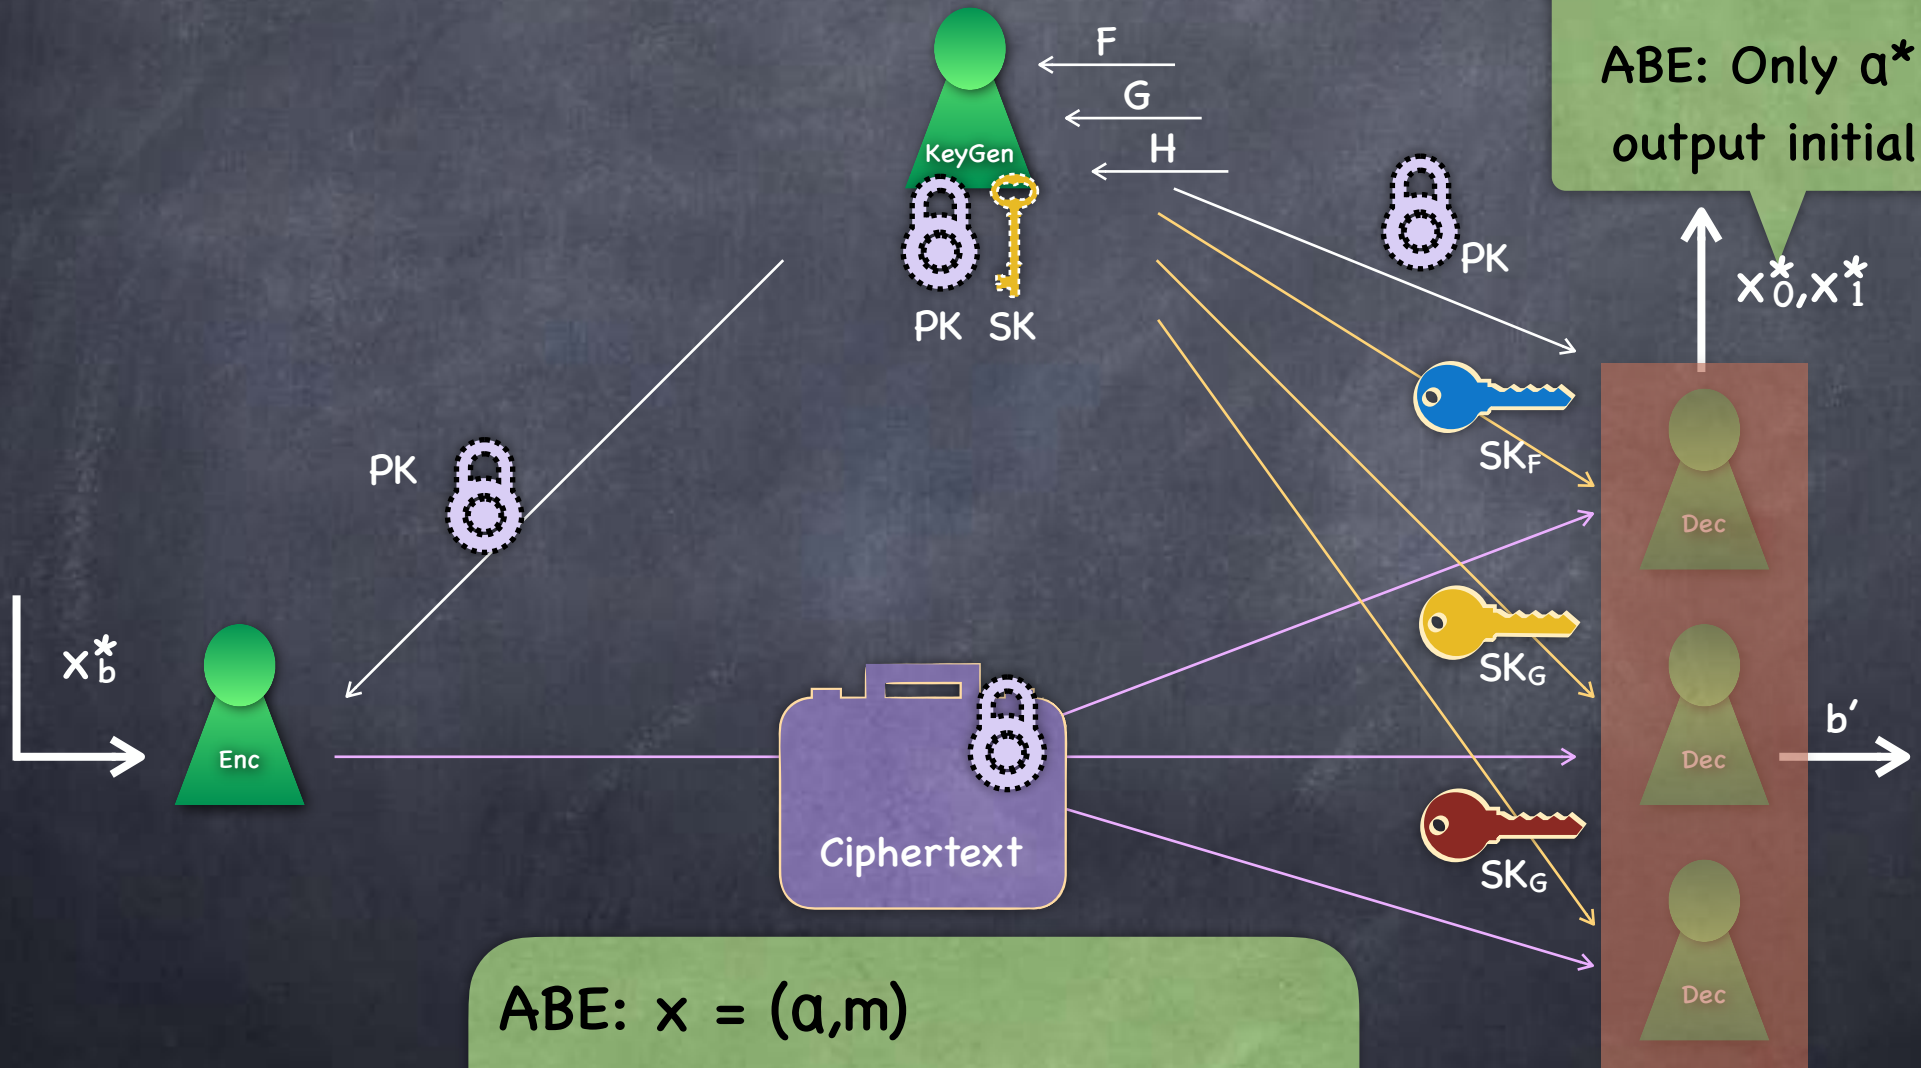 F
G
H
KeyGen
PK SK
ABE: Only a*
output initial
PK
x*0,x*1
SKF
Dec
PK
x*b
Enc
SKG
Dec
b′
Ciphertext
SKG
Dec
ABE: x = (a,m)